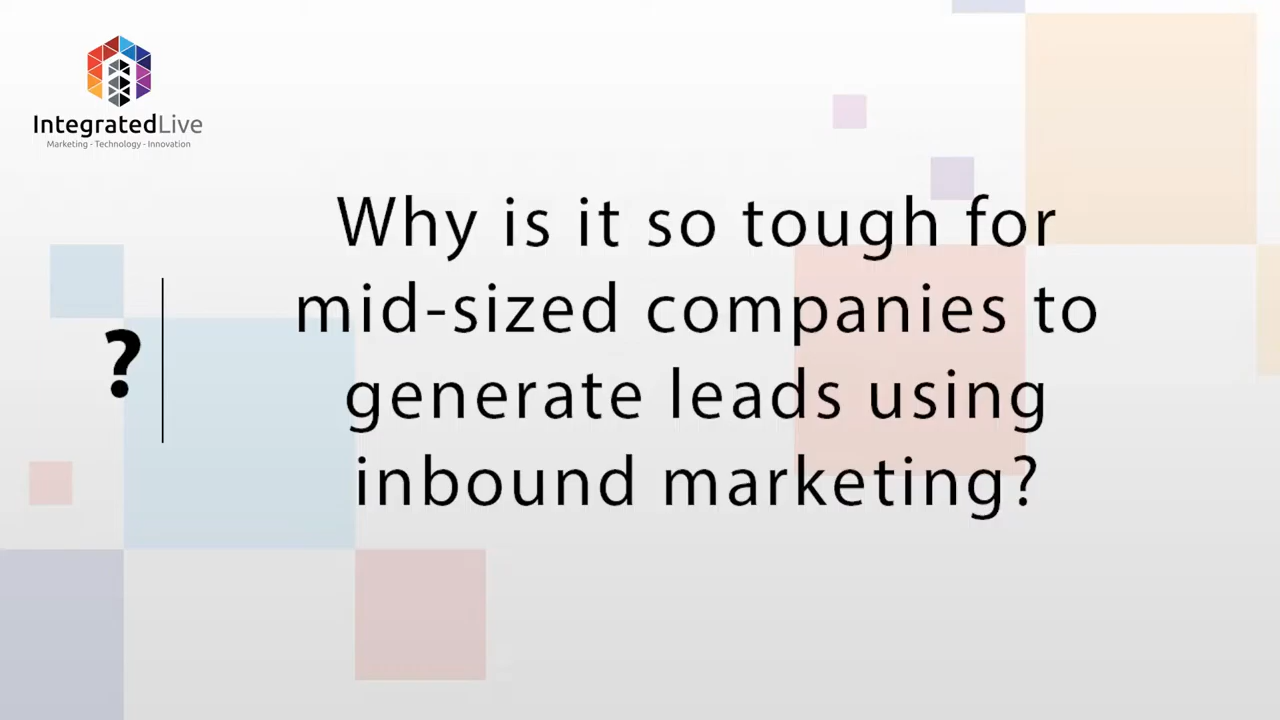 IntegratedLive
Marketing - Technology - Innovation
Why is it so tough for
mid-sized companies to
generate leads using
inbound marketing?
?